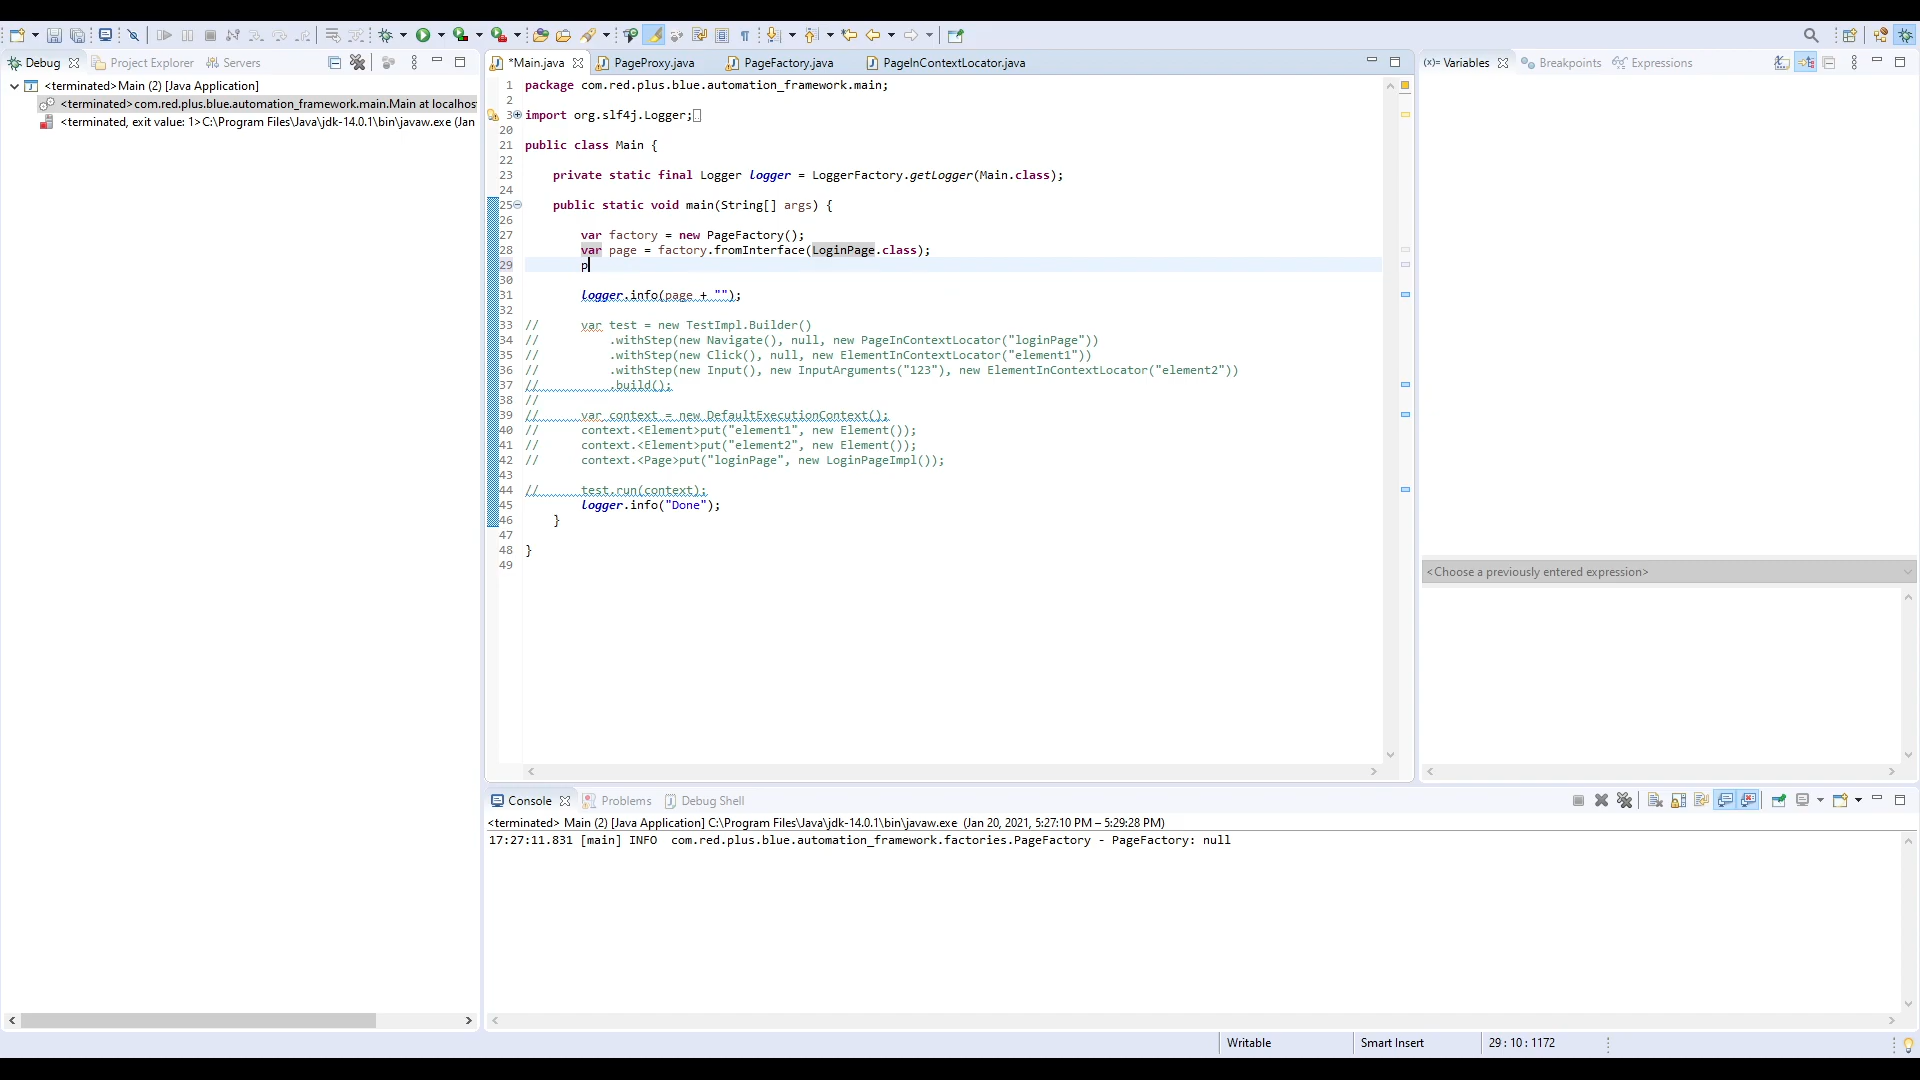 Debug
Project Explorer
Servers
<terminated>Main (2) [Java Application]
<terminated>com.red.plus.blue.automation_framework.main.Main at localhos
<terminated, exit value: 1>C:\Program Files\Java\jdk-14.0.1\bin\javaw.exe (Jan
*Main.java
PageProxy.java
PageFactory.java
PageInContextLocator.java
1 package com.red.plus.blue.automation_framework.main;
2
3 import org.slf4j.Logger;
20
21 public class Main {
22
23     private static final Logger logger = LoggerFactory.getLogger(Main.class);
24
25     public static void main(String[] args) {
26
27         var factory = new PageFactory();
28         var page = factory.fromInterface(LoginPage.class);
29         p
30
31         logger.info(page + "");
32
33 //      var test = new TestImpl.Builder()
34 //          .withStep(new Navigate(), null, new PageInContextLocator("loginPage"))
35 //          .withStep(new Click(), null, new ElementInContextLocator("element1"))
36 //          .withStep(new Input(), new InputArguments("123"), new ElementInContextLocator("element2"))
37 //          .build();
38 //
39 //      var context = new DefaultExecutionContext();
40 //      context.<Element>put("element1", new Element());
41 //      context.<Element>put("element2", new Element());
42 //      context.<Page>put("loginPage", new LoginPageImpl());
43
44 //      test.run(context);
45         logger.info("Done");
46     }
47
48 }
49
(x)= Variables
Breakpoints
Expressions
<Choose a previously entered expression>
Console
Problems
Debug Shell
<terminated> Main (2) [Java Application] C:\Program Files\Java\jdk-14.0.1\bin\javaw.exe (Jan 20, 2021, 5:27:10 PM – 5:29:28 PM)
17:27:11.831 [main] INFO  com.red.plus.blue.automation_framework.factories.PageFactory - PageFactory: null
Writable
Smart Insert
29 : 10 : 1172